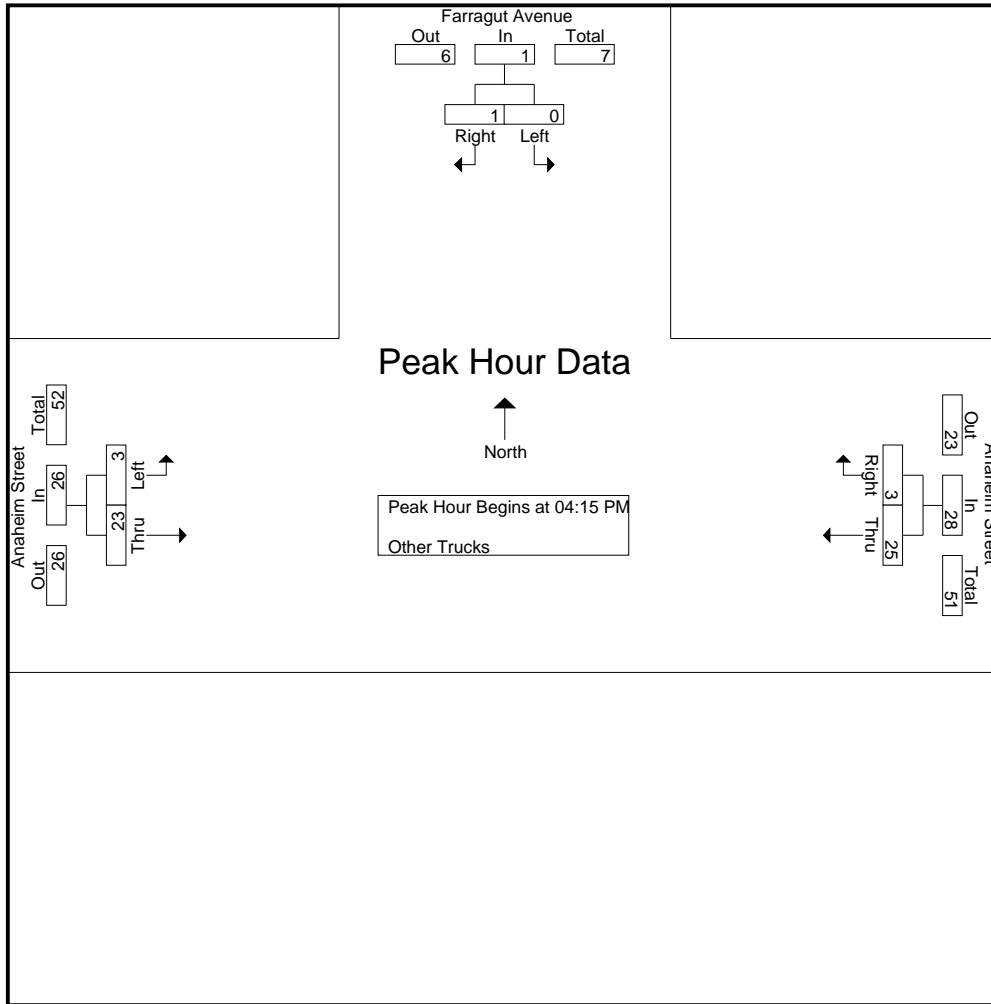 Farragut Avenue
Out In Total
6 1 7
1 0
Right Left
Peak Hour Data
North
Peak Hour Begins at 04:15 PM
Other Trucks
Anaheim Street
Total In Out
52 26 26
3 23
Left Thru
Anaheim Street
Out In Total
23 28 51
3 25
Right Thru